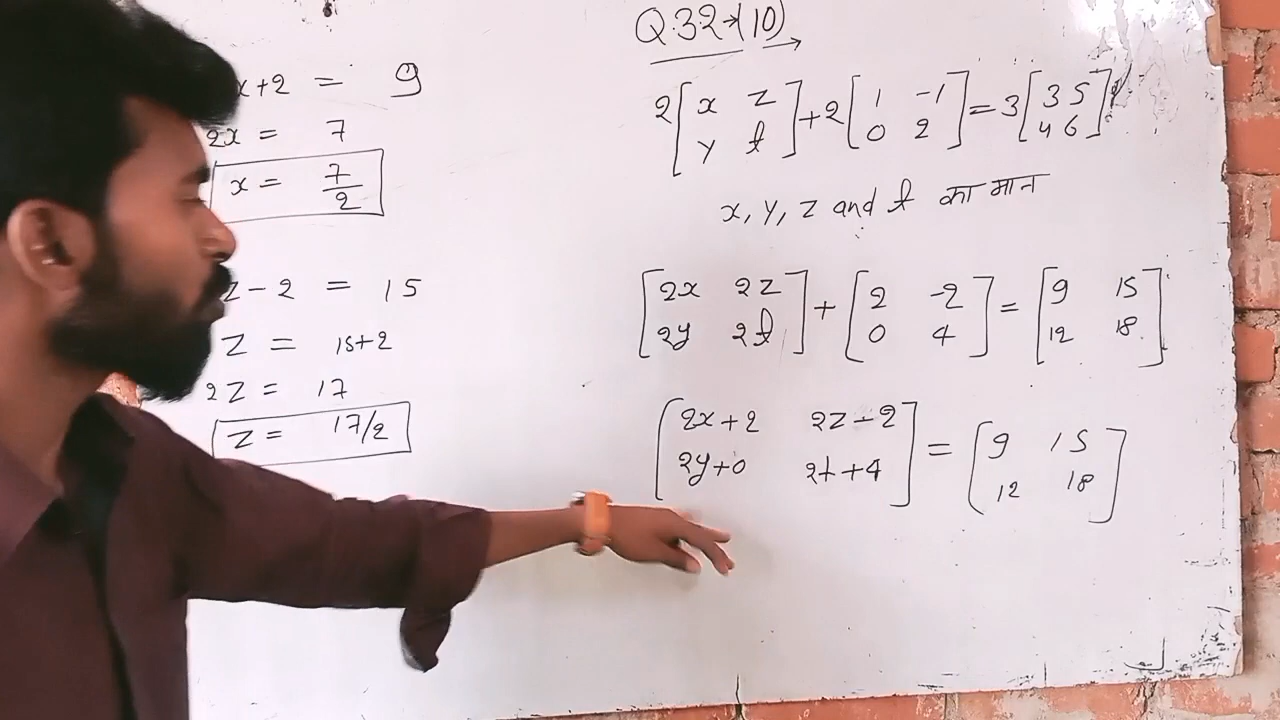 x+2 = 9
2x = 7
x = 7/2
z-2 = 15
z = 15+2
2z = 17
z = 17/2
Q.32→(10)
2[x z; y t] + 2[1 -1; 0 2] = 3[3 5; 4 6]
x, y, z and t का मान
[2x 2z; 2y 2t] + [2 -2; 0 4] = [9 15; 12 18]
[2x+2 2z-2; 2y+0 2t+4] = [9 15; 12 18]